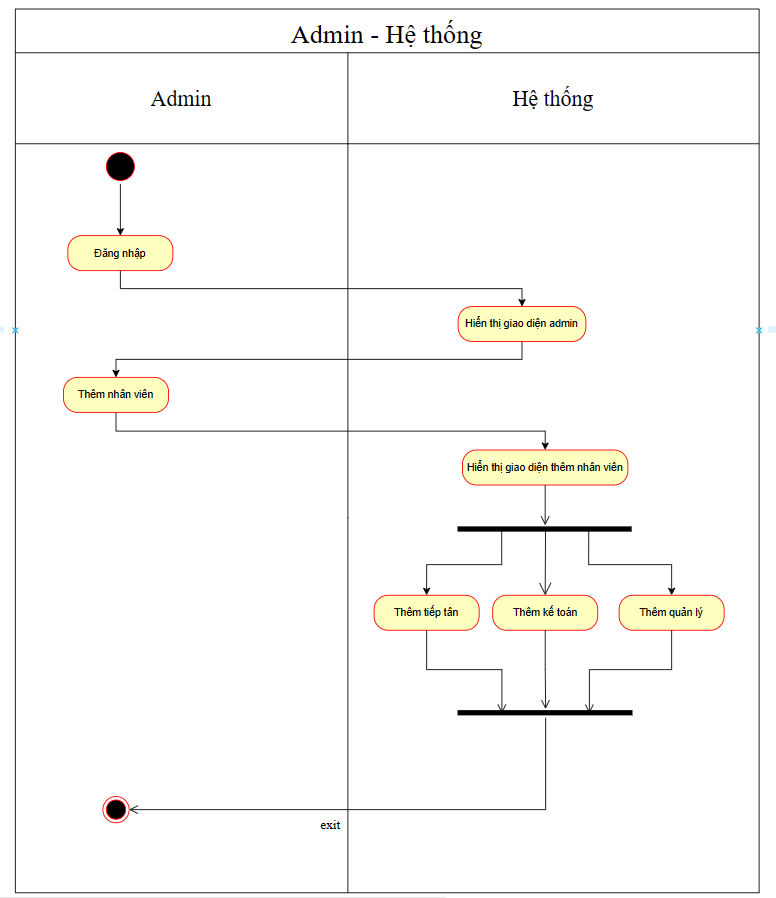 Admin - Hệ thống
Admin
Hệ thống
Đăng nhập
Hiển thị giao diện admin
Thêm nhân viên
Hiển thị giao diện thêm nhân viên
Thêm tiếp tân
Thêm kế toán
Thêm quản lý
exit